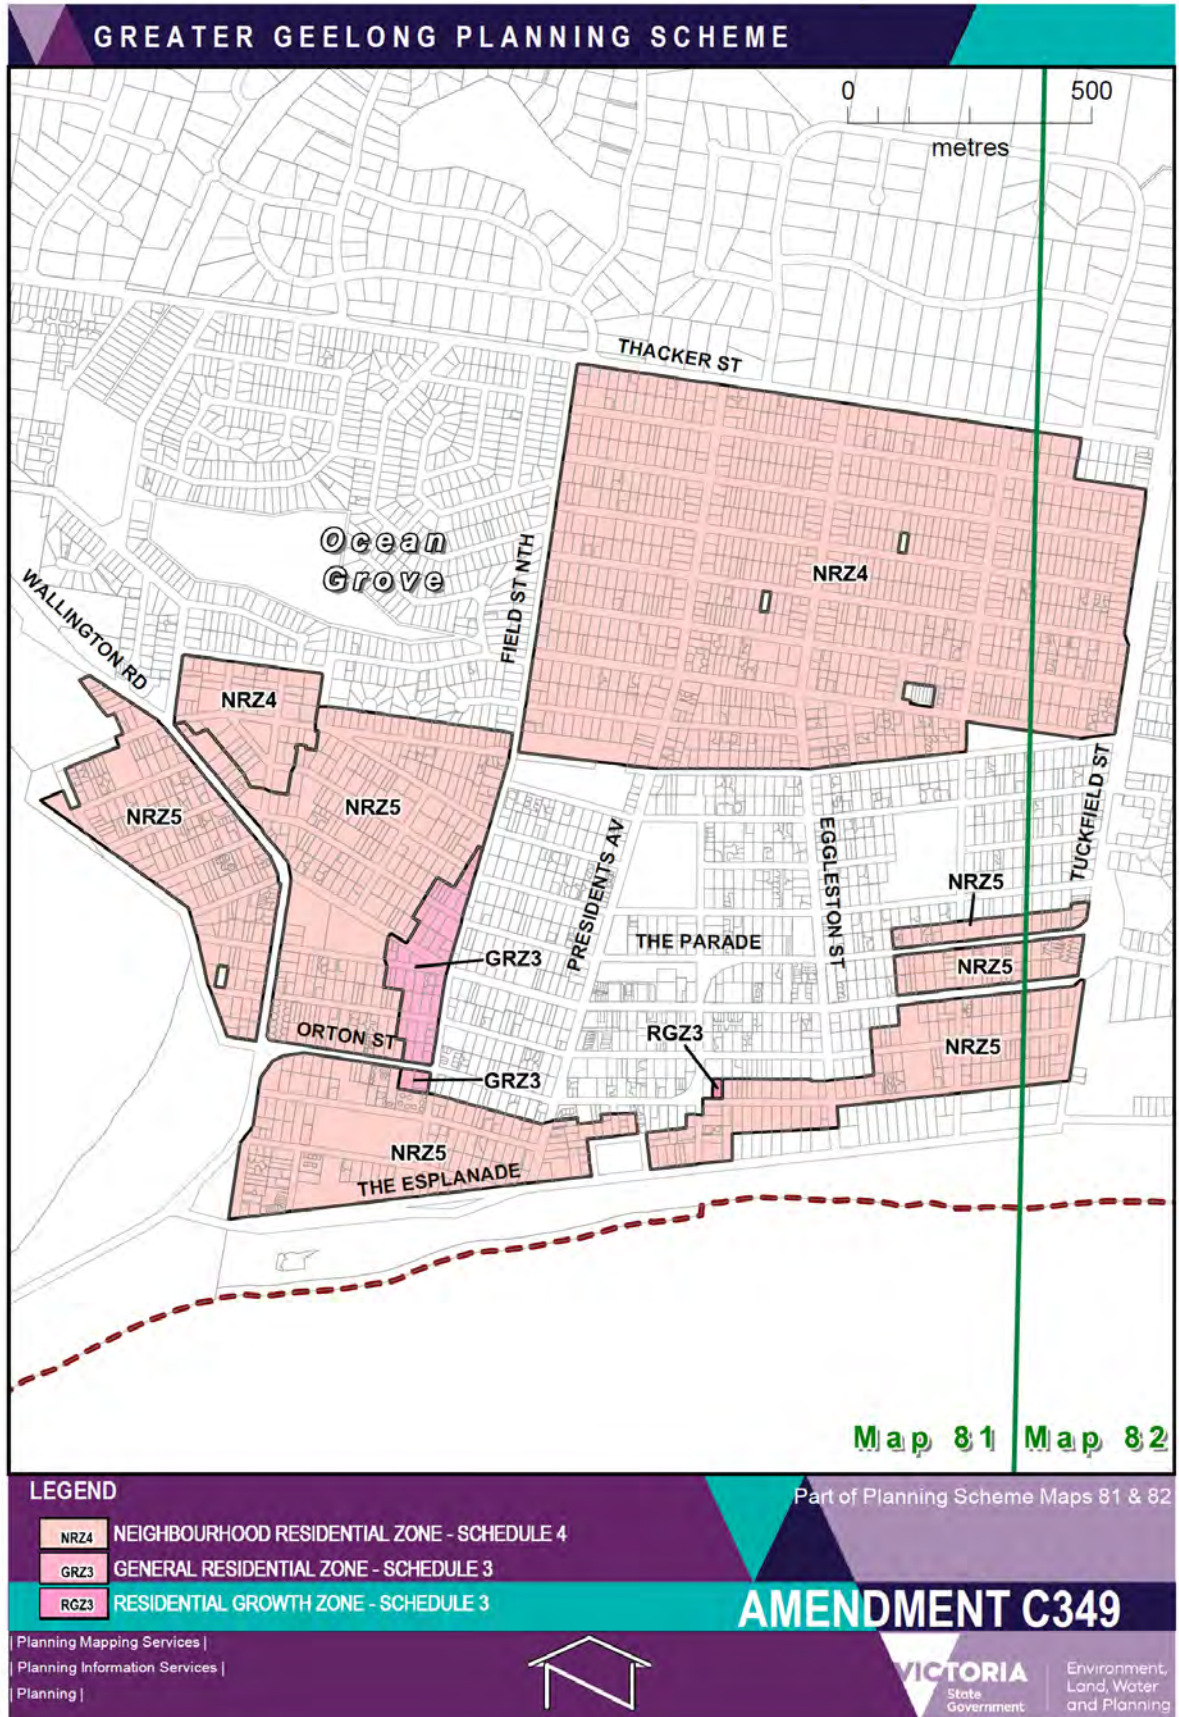 GREATER GEELONG PLANNING SCHEME
0 500
metres
THACKER ST
Ocean
Grove
FIELD ST NTH
NRZ4
WALLINGTON RD
NRZ4
NRZ5
NRZ5
TUCKFIELD ST
EGGLESTON ST
PRESIDENTS AV
NRZ5
THE PARADE
GRZ3
NRZ5
ORTON ST
RGZ3
NRZ5
GRZ3
NRZ5
THE ESPLANADE
Map 81 Map 82
LEGEND
Part of Planning Scheme Maps 81 & 82
NRZ4 NEIGHBOURHOOD RESIDENTIAL ZONE - SCHEDULE 4
GRZ3 GENERAL RESIDENTIAL ZONE - SCHEDULE 3
RGZ3 RESIDENTIAL GROWTH ZONE - SCHEDULE 3
AMENDMENT C349
| Planning Mapping Services |
| Planning Information Services |
| Planning |
VICTORIA
State
Government
Environment,
Land, Water
and Planning